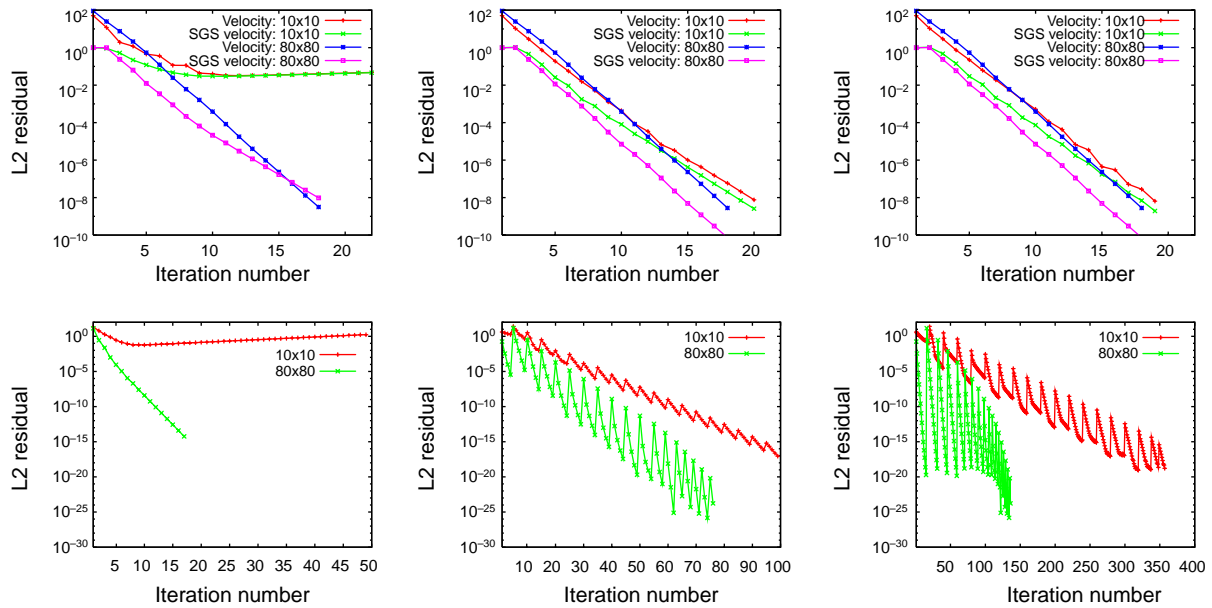 10^2
10^0
10^−2
10^−4
10^−6
10^−8
10^−10
L2 residual
5
10
15
20
Iteration number
Velocity: 10x10
SGS velocity: 10x10
Velocity: 80x80
SGS velocity: 80x80
10^2
10^0
10^−2
10^−4
10^−6
10^−8
10^−10
L2 residual
5
10
15
20
Iteration number
Velocity: 10x10
SGS velocity: 10x10
Velocity: 80x80
SGS velocity: 80x80
10^2
10^0
10^−2
10^−4
10^−6
10^−8
10^−10
L2 residual
5
10
15
20
Iteration number
Velocity: 10x10
SGS velocity: 10x10
Velocity: 80x80
SGS velocity: 80x80
10^0
10^−5
10^−10
10^−15
10^−20
10^−25
10^−30
L2 residual
5 10 15 20 25 30 35 40 45 50
Iteration number
10x10
80x80
10^0
10^−5
10^−10
10^−15
10^−20
10^−25
10^−30
L2 residual
10 20 30 40 50 60 70 80 90 100
Iteration number
10x10
80x80
10^0
10^−5
10^−10
10^−15
10^−20
10^−25
10^−30
L2 residual
50 100 150 200 250 300 350 400
Iteration number
10x10
80x80